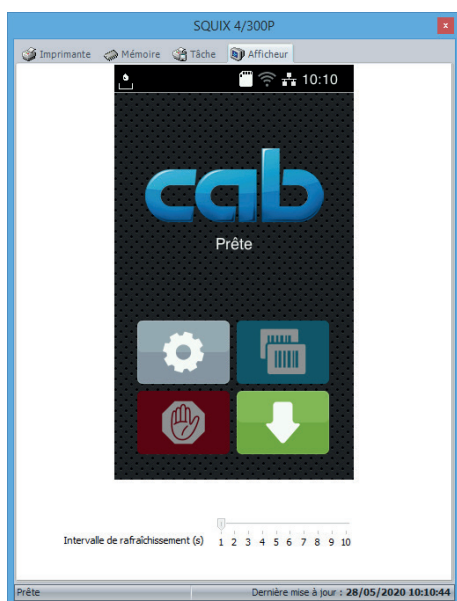 SQUIX 4/300P
x
Imprimante Mémoire Tâche Afficheur
10:10
cab
Prête
Intervalle de rafraîchissement (s) 1 2 3 4 5 6 7 8 9 10
Prête Dernière mise à jour : 28/05/2020 10:10:44